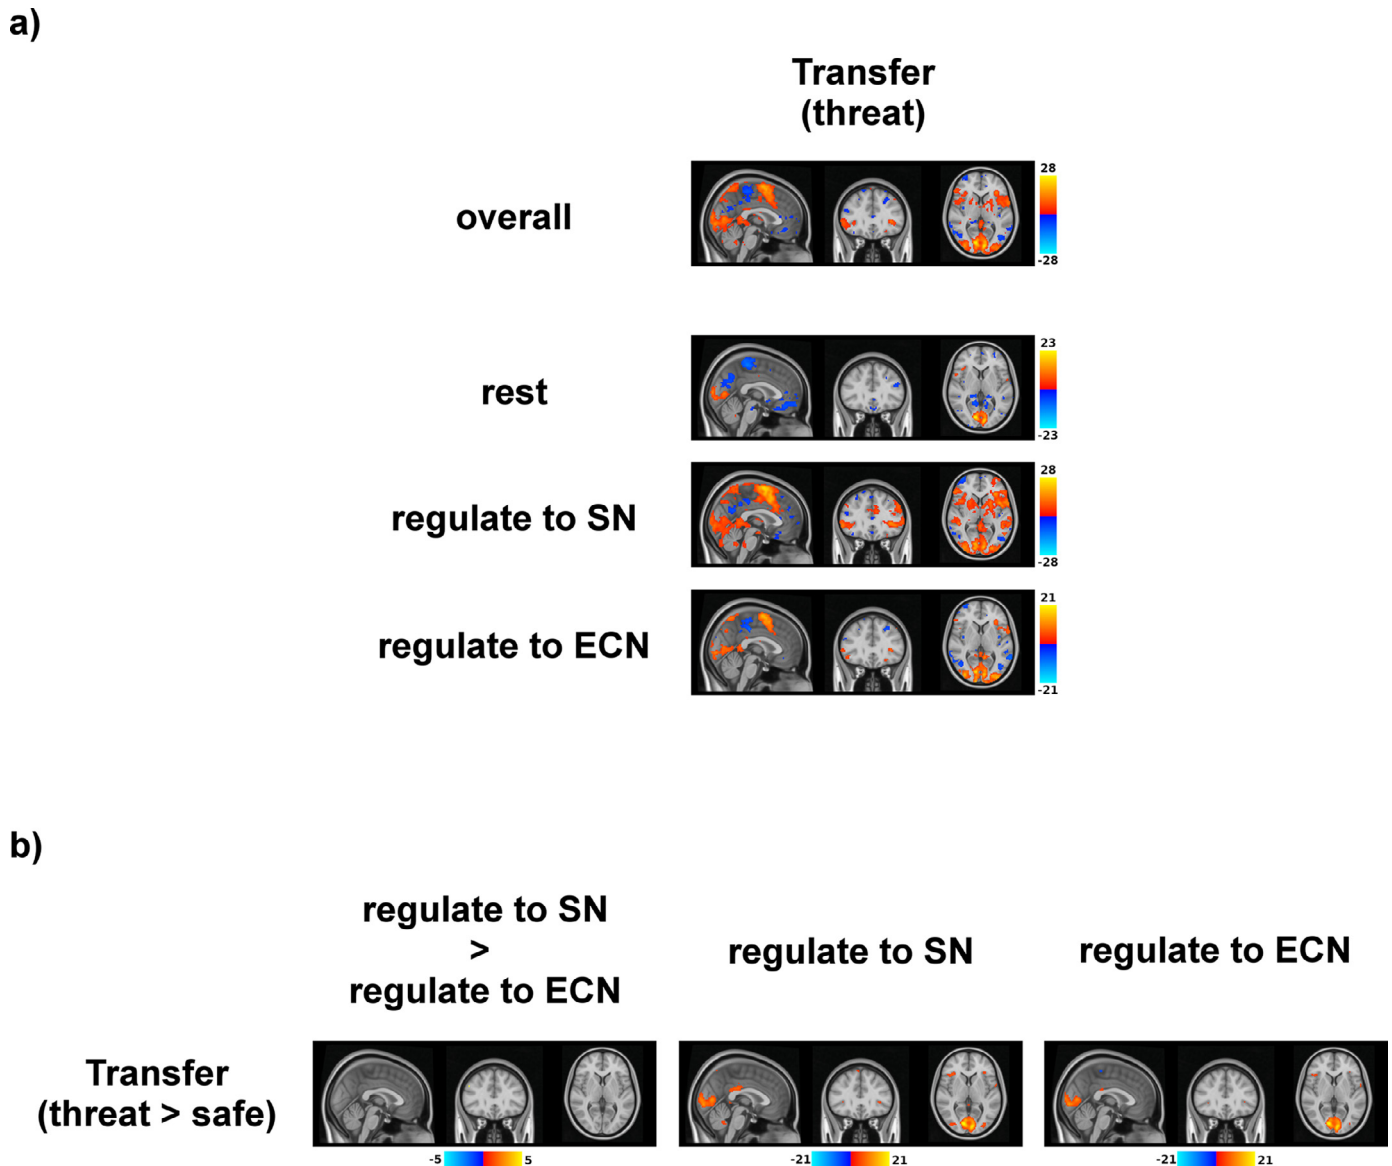 a)
Transfer
(threat)
overall
28
-28
rest
23
-23
regulate to SN
28
-28
regulate to ECN
21
-21
b)
regulate to SN
>
regulate to ECN
regulate to SN
regulate to ECN
Transfer
(threat > safe)
-5 5
-21 21
-21 21